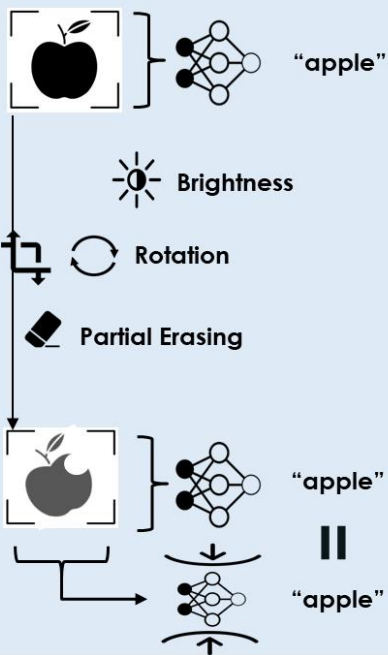 “apple”
Brightness
Rotation
Partial Erasing
“apple”
“apple”